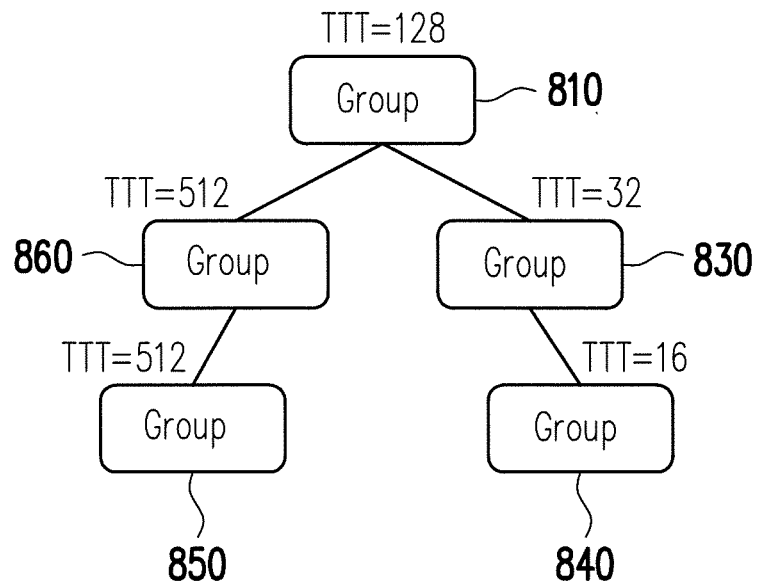 TTT=128
Group
810
TTT=512
TTT=32
860
Group
Group
830
TTT=512
TTT=16
Group
Group
850
840